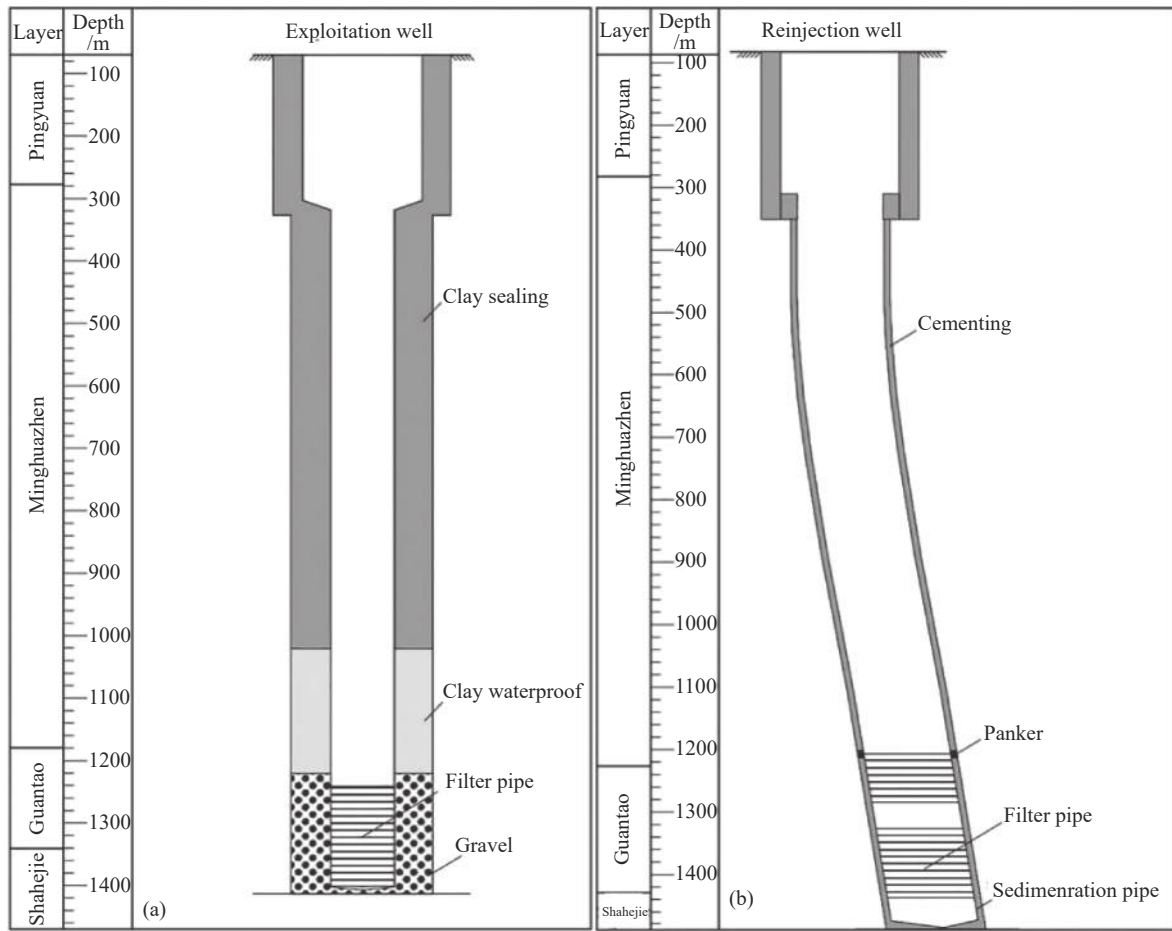 Layer
Depth
/m
Exploitation well
Pingyuan
Minghuazhen
Guantao
Shahejie
100
200
300
400
500
600
700
800
900
1000
1100
1200
1300
1400
Clay sealing
Clay waterproof
Filter pipe
Gravel
(a)
Layer
Depth
/m
Reinjection well
Pingyuan
Minghuazhen
Guantao
Shahejie
100
200
300
400
500
600
700
800
900
1000
1100
1200
1300
1400
Cementing
Panker
Filter pipe
Sedimenration pipe
(b)